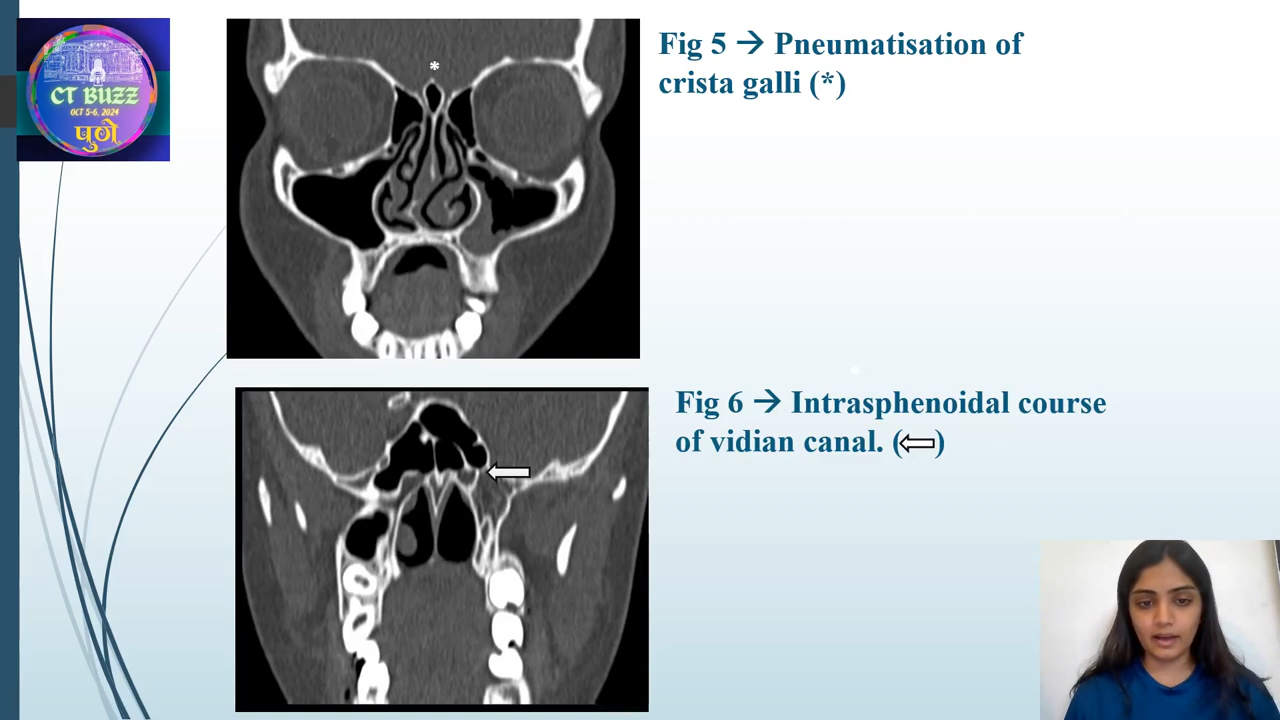 CT BUZZ
OCT 5-6, 2024
पुणे
*
Fig 5 → Pneumatisation of
crista galli (*)
Fig 6 → Intrasphenoidal course
of vidian canal. (⇦)